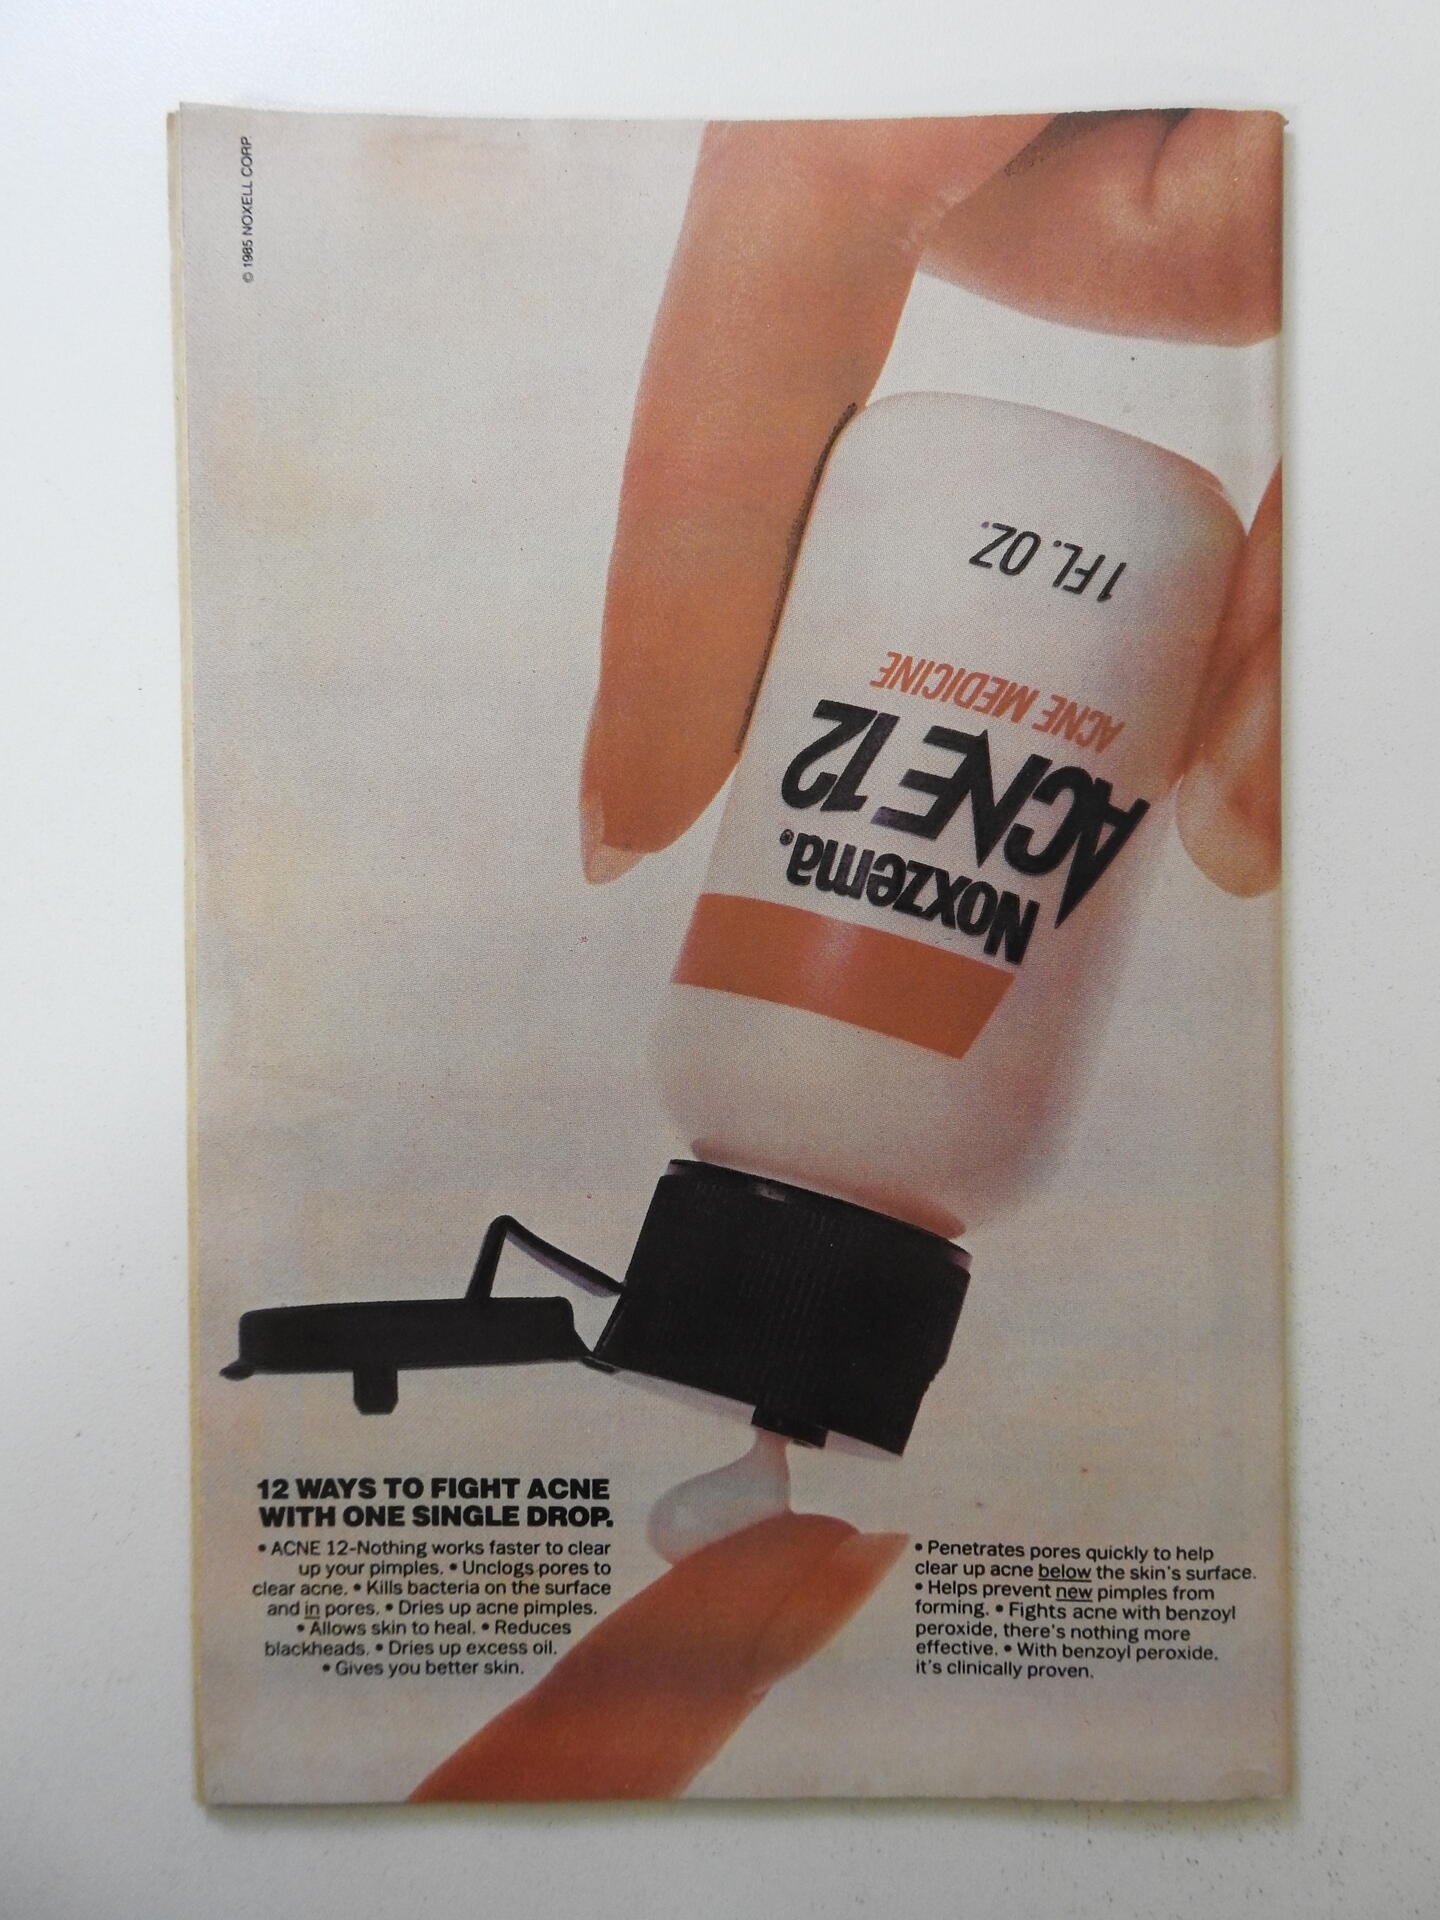 © 1985 NOXELL CORP.
1 FL. OZ.
ACNE MEDICINE
ACNE 12
Noxzema®
12 WAYS TO FIGHT ACNE
WITH ONE SINGLE DROP.
• ACNE 12-Nothing works faster to clear
up your pimples. • Unclogs pores to
clear acne. • Kills bacteria on the surface
and in pores. • Dries up acne pimples.
• Allows skin to heal. • Reduces
blackheads. • Dries up excess oil.
• Gives you better skin.
• Penetrates pores quickly to help
clear up acne below the skin's surface.
• Helps prevent new pimples from
forming. • Fights acne with benzoyl
peroxide, there's nothing more
effective. • With benzoyl peroxide,
it's clinically proven.